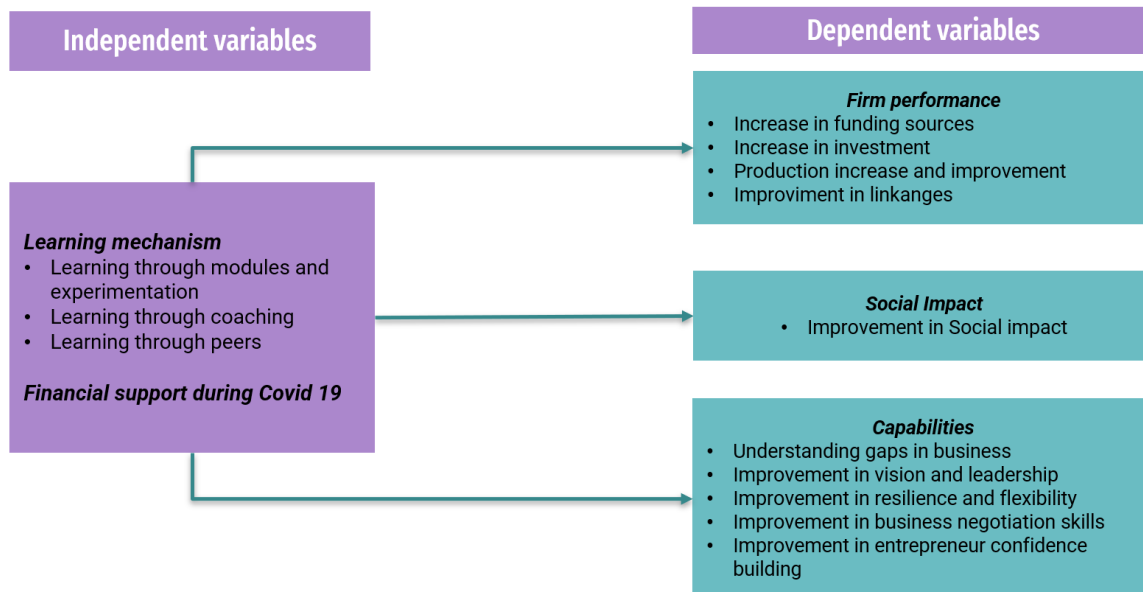 Independent variables
Dependent variables
Learning mechanism
• Learning through modules and
experimentation
• Learning through coaching
• Learning through peers
Financial support during Covid 19
Firm performance
• Increase in funding sources
• Increase in investment
• Production increase and improvement
• Improviment in linkanges
Social Impact
• Improvement in Social impact
Capabilities
• Understanding gaps in business
• Improvement in vision and leadership
• Improvement in resilience and flexibility
• Improvement in business negotiation skills
• Improvement in entrepreneur confidence
building